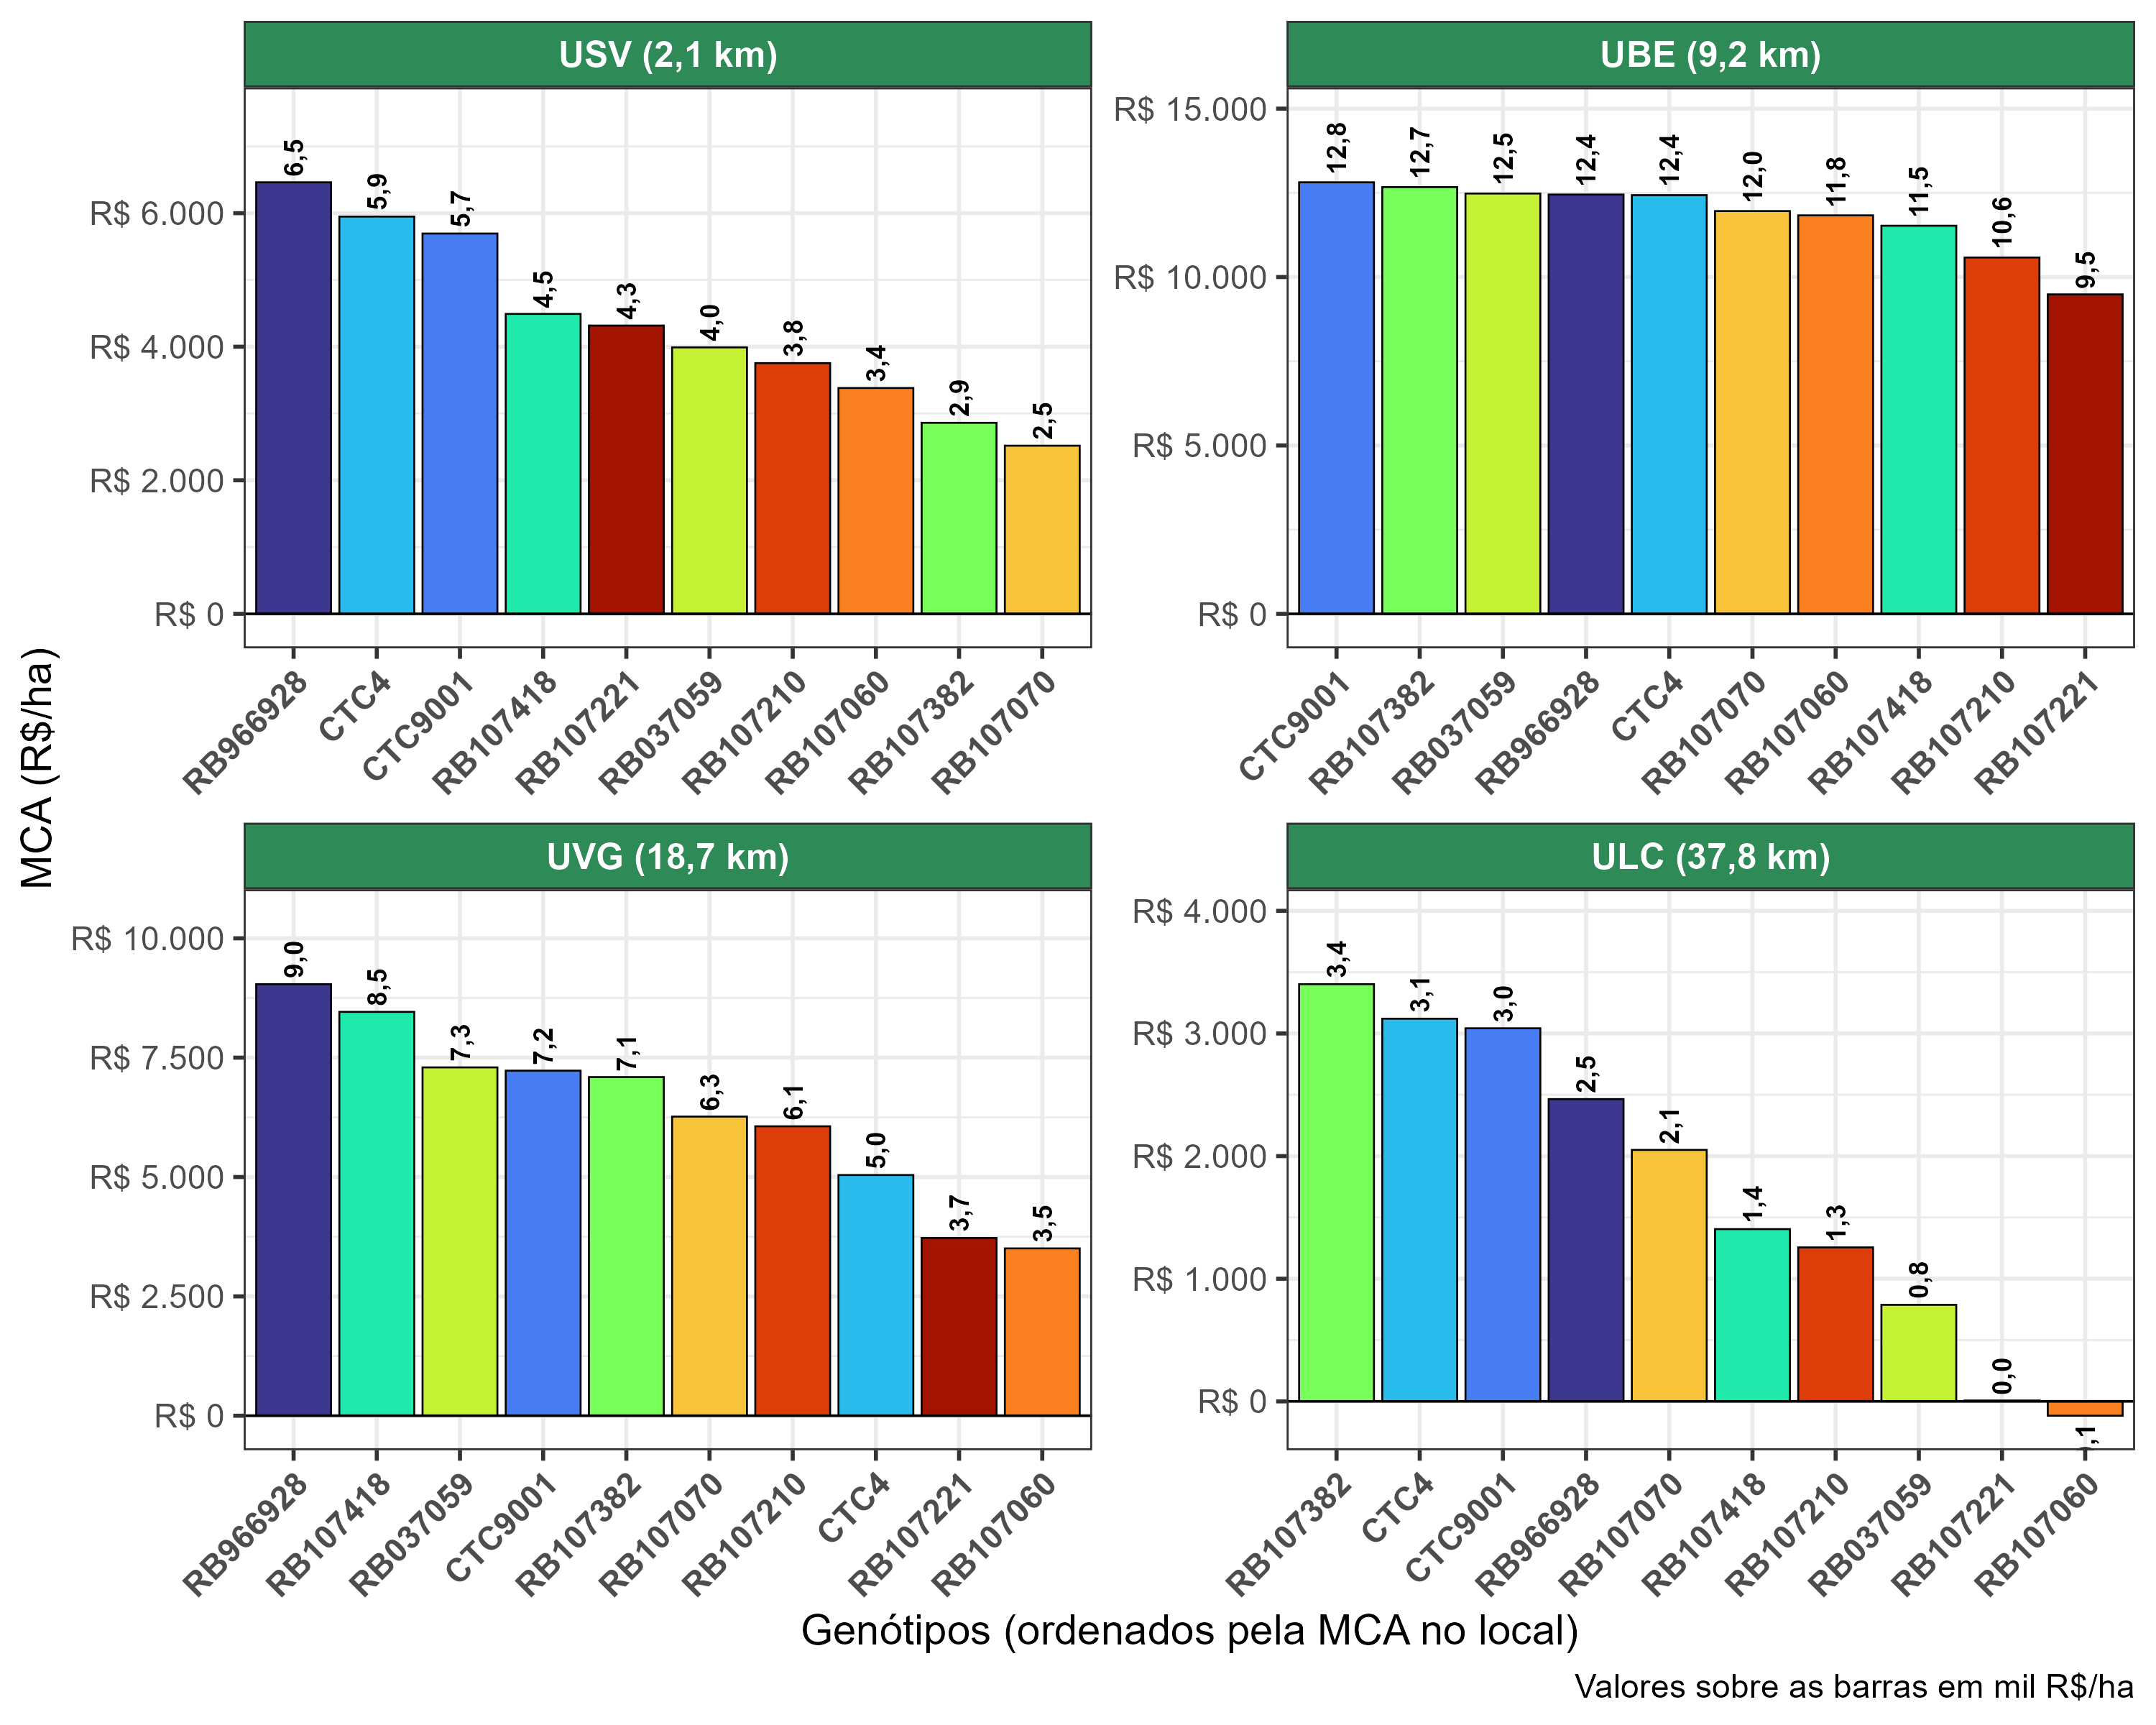 USV (2,1 km)
R$ 6.000
R$ 4.000
R$ 2.000
R$ 0
6,5
5,9
5,7
4,5
4,3
4,0
3,8
3,4
2,9
2,5
RB966928
CTC4
CTC9001
RB107418
RB107221
RB037059
RB107210
RB107060
RB107382
RB107070
UBE (9,2 km)
R$ 15.000
R$ 10.000
R$ 5.000
R$ 0
12,8
12,7
12,5
12,4
12,4
12,0
11,8
11,5
10,6
9,5
CTC9001
RB107382
RB037059
RB966928
CTC4
RB107070
RB107060
RB107418
RB107210
RB107221
MCA (R$/ha)
UVG (18,7 km)
R$ 10.000
R$ 7.500
R$ 5.000
R$ 2.500
R$ 0
9,0
8,5
7,3
7,2
7,1
6,3
6,1
5,0
3,7
3,5
RB966928
RB107418
RB037059
CTC9001
RB107382
RB107070
RB107210
CTC4
RB107221
RB107060
ULC (37,8 km)
R$ 4.000
R$ 3.000
R$ 2.000
R$ 1.000
R$ 0
3,4
3,1
3,0
2,5
2,1
1,4
1,3
0,8
0,0
RB107382
CTC4
CTC9001
RB966928
RB107070
RB107418
RB107210
RB037059
RB107221
RB107060
Genótipos (ordenados pela MCA no local)
Valores sobre as barras em mil R$/ha